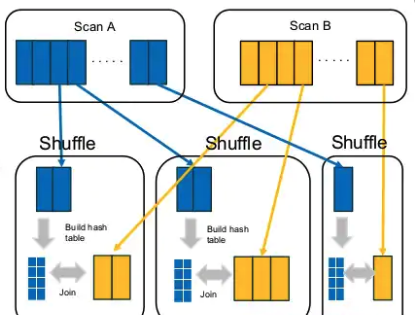 Scan A
Scan B
Shuffle
Shuffle
Shuffle
Build hash
table
Build hash
table
Join
Join